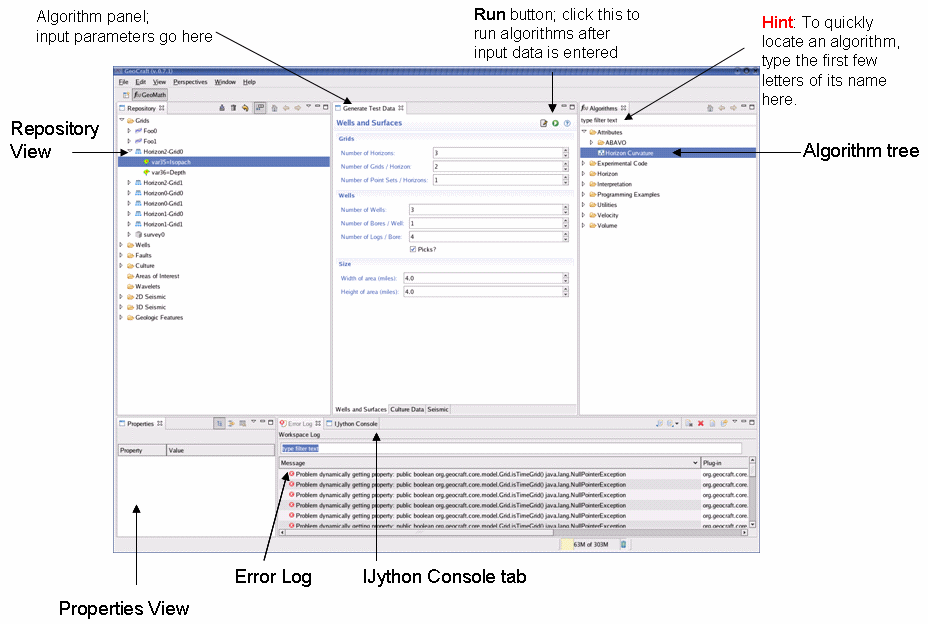 Algorithm panel;
input parameters go here
Run button; click this to
run algorithms after
input data is entered
Hint: To quickly
locate an algorithm,
type the first few
letters of its name
here.
Repository
View
Algorithm tree
GeoCraft (v 0.7.1)
File Edit View Perspectives Window Help
GeoMath
Repository
Grids
Foo0
Foo1
Horizon2-Grid0
var35=Isopach
var36=Depth
Horizon2-Grid1
Horizon0-Grid0
Horizon0-Grid1
Horizon1-Grid0
Horizon1-Grid1
survey0
Wells
Faults
Culture
Areas of Interest
Wavelets
2D Seismic
3D Seismic
Geologic Features
Generate Test Data
Wells and Surfaces
Grids
Number of Horizons: 3
Number of Grids / Horizon: 2
Number of Point Sets / Horizons: 1
Wells
Number of Wells: 3
Number of Bores / Well: 1
Number of Logs / Bore: 4
Picks?
Size
Width of area (miles): 4.0
Height of area (miles): 4.0
Wells and Surfaces Culture Data Seismic
Algorithms
type filter text
Attributes
ABAVO
Horizon Curvature
Experimental Code
Horizon
Interpretation
Programming Examples
Utilities
Velocity
Volume
Properties
Property Value
Error Log IJython Console
Workspace Log
type filter text
Message Plug-in
Problem dynamically getting property: public boolean org.geocraft.core.model.Grid.isTimeGrid() java.lang.NullPointerException org.geocraft.core.
Problem dynamically getting property: public boolean org.geocraft.core.model.Grid.isTimeGrid() java.lang.NullPointerException org.geocraft.core.
Problem dynamically getting property: public boolean org.geocraft.core.model.Grid.isTimeGrid() java.lang.NullPointerException org.geocraft.core.
Problem dynamically getting property: public boolean org.geocraft.core.model.Grid.isTimeGrid() java.lang.NullPointerException org.geocraft.core.
Problem dynamically getting property: public boolean org.geocraft.core.model.Grid.isTimeGrid() java.lang.NullPointerException org.geocraft.core.
Problem dynamically getting property: public boolean org.geocraft.core.model.Grid.isTimeGrid() java.lang.NullPointerException org.geocraft.core.
63M of 303M
Error Log
IJython Console tab
Properties View